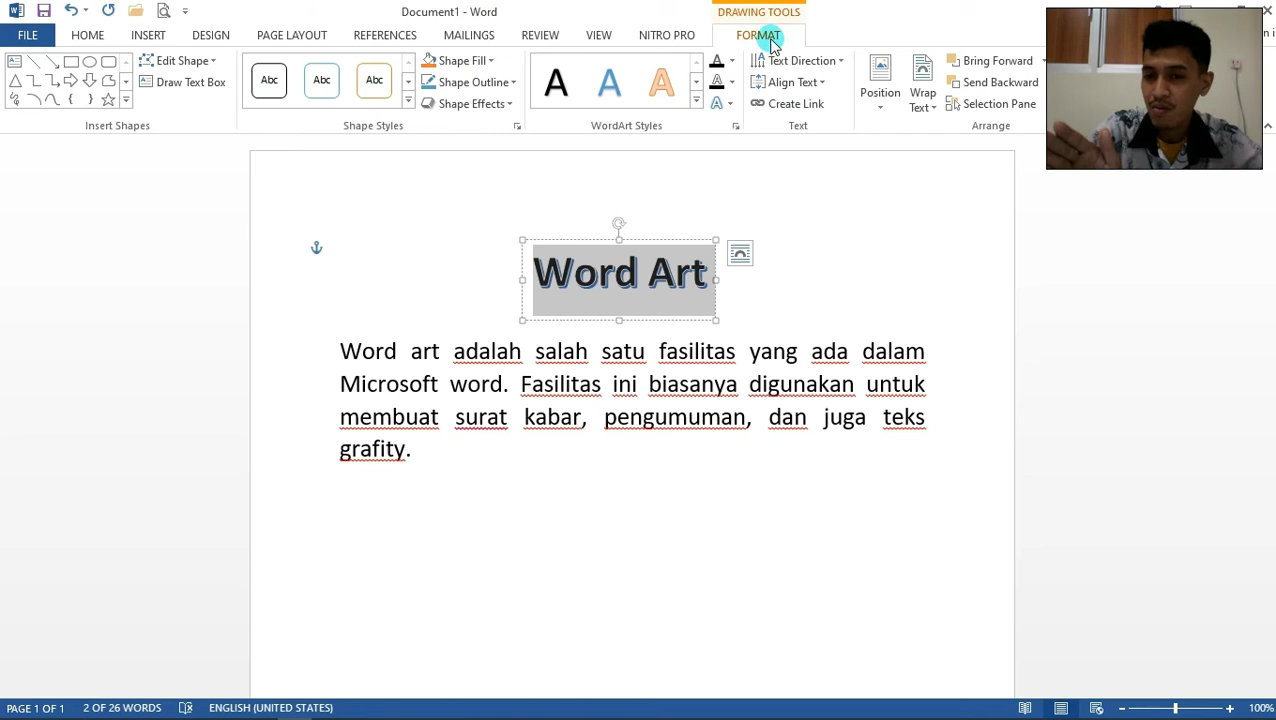 Document1 - Word
DRAWING TOOLS
FILE HOME INSERT DESIGN PAGE LAYOUT REFERENCES MAILINGS REVIEW VIEW NITRO PRO FORMAT
Edit Shape
Draw Text B
Insert Shapes
Abc Abc Abc
Shape Fill
Shape Outline
Shape Effects
Shape Styles
A A A
WordArt Styles
Text Direction
Align Text
Create Link
Text
Position
Wrap
Text
Bring Forward
Send Backward
Selection Pane
Arrange
Word Art
Word art adalah salah satu fasilitas yang ada dalam
Microsoft word. Fasilitas ini biasanya digunakan untuk
membuat surat kabar, pengumuman, dan juga teks
grafity.
PAGE 1 OF 1 2 OF 26 WORDS ENGLISH (UNITED STATES) 100%